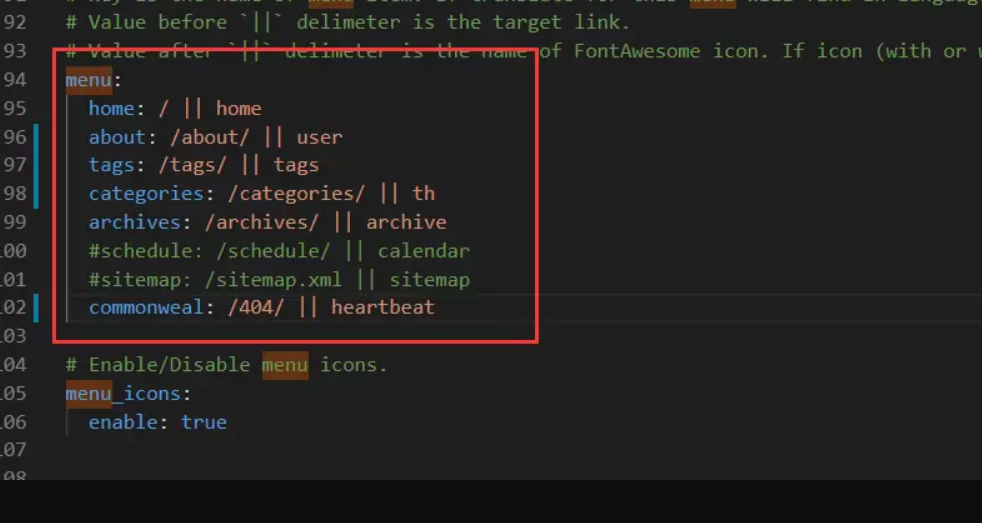 92 # Value before `||` delimeter is the target link.
93 # Value after `||` delimeter is the name of FontAwesome icon. If icon (with or
94 menu:
95 home: / || home
96 about: /about/ || user
97 tags: /tags/ || tags
98 categories: /categories/ || th
99 archives: /archives/ || archive
00 #schedule: /schedule/ || calendar
01 #sitemap: /sitemap.xml || sitemap
02 commonweal: /404/ || heartbeat
03
04 # Enable/Disable menu icons.
05 menu_icons:
06 enable: true
07
08